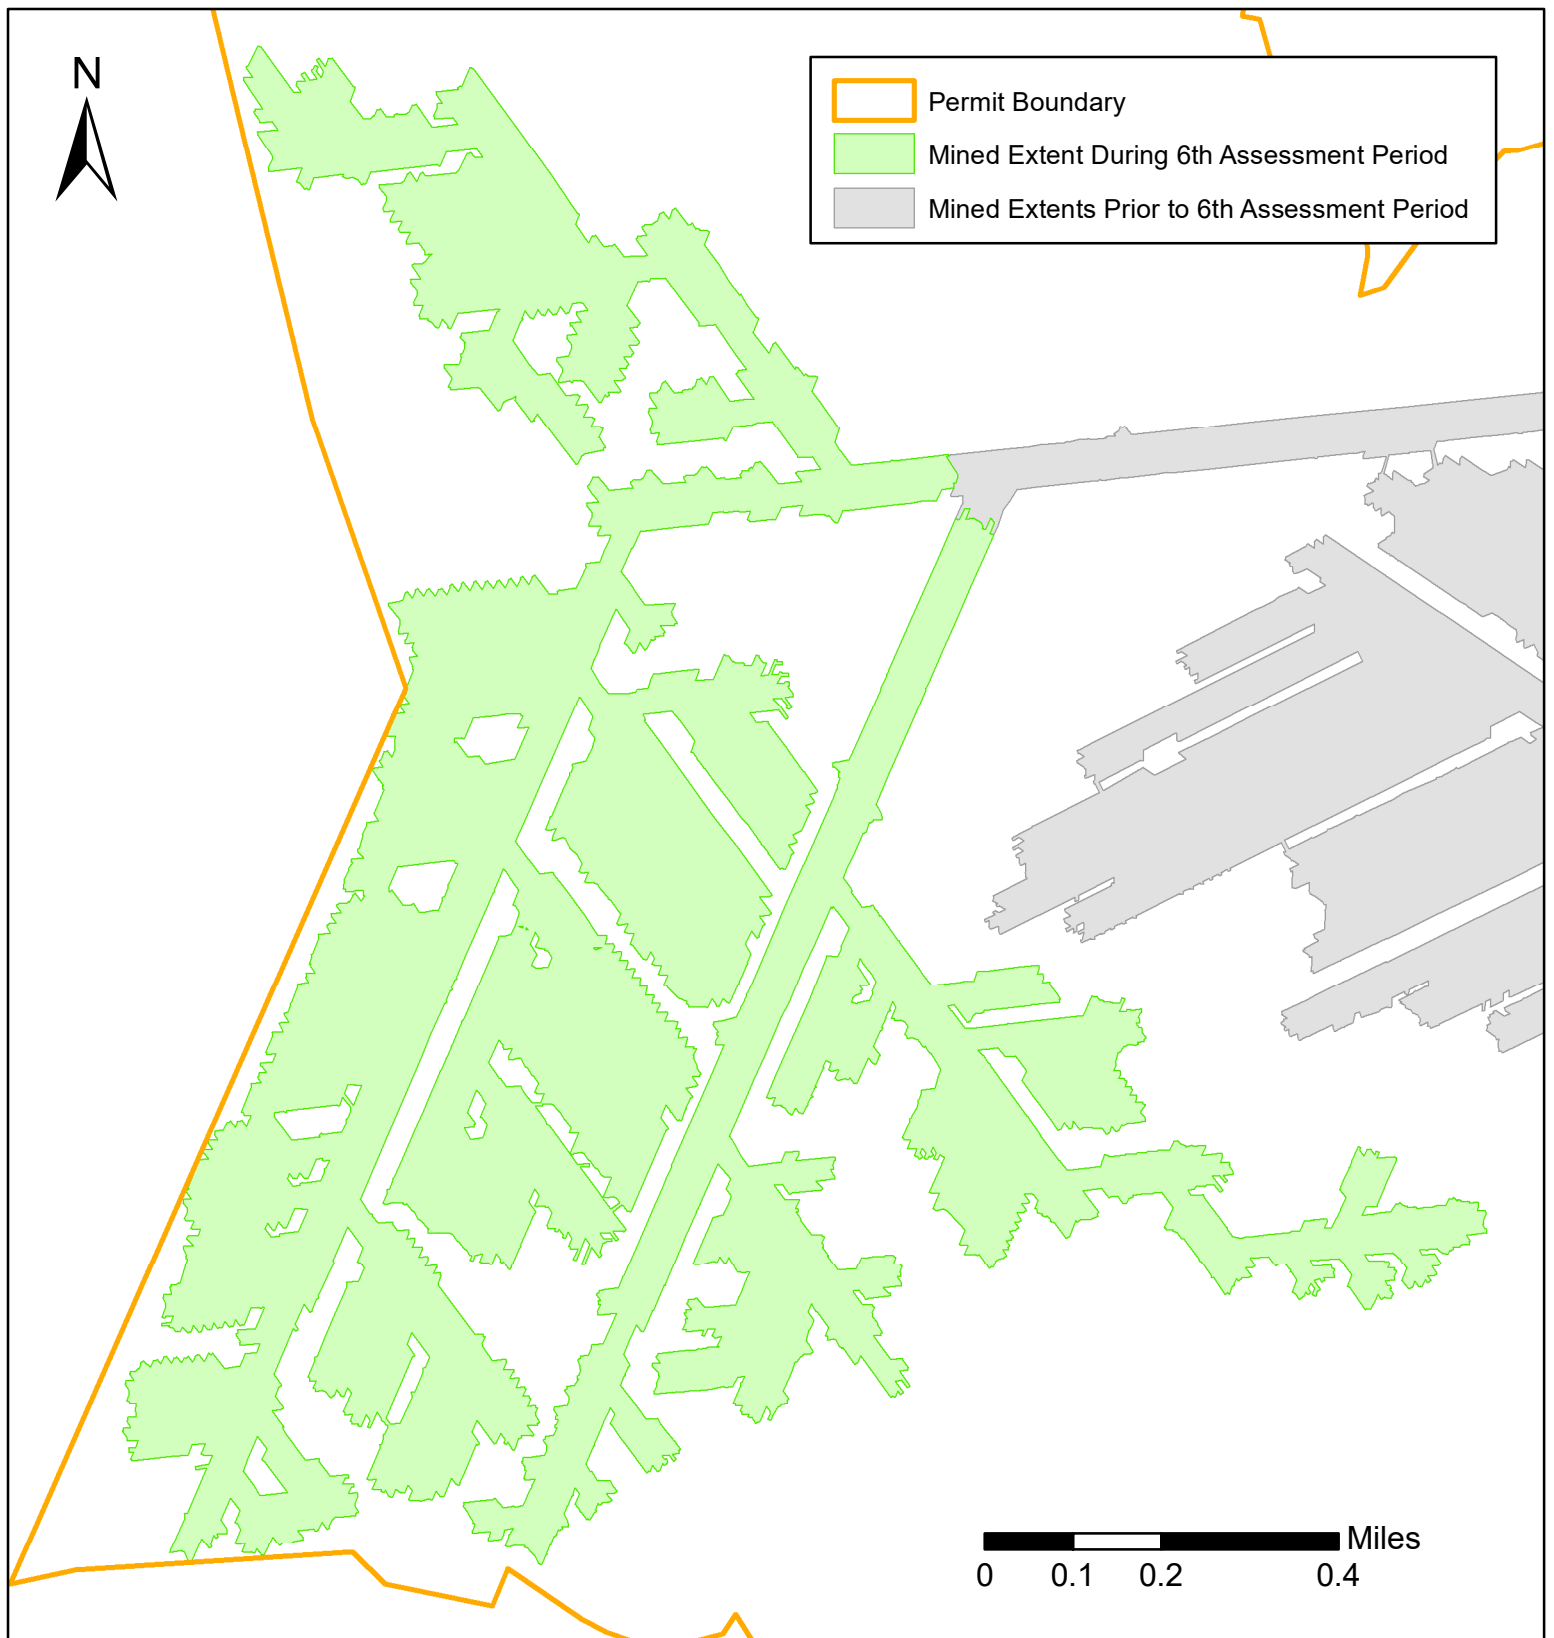 N
Permit Boundary
Mined Extent During 6th Assessment Period
Mined Extents Prior to 6th Assessment Period
Miles
0 0.1 0.2 0.4